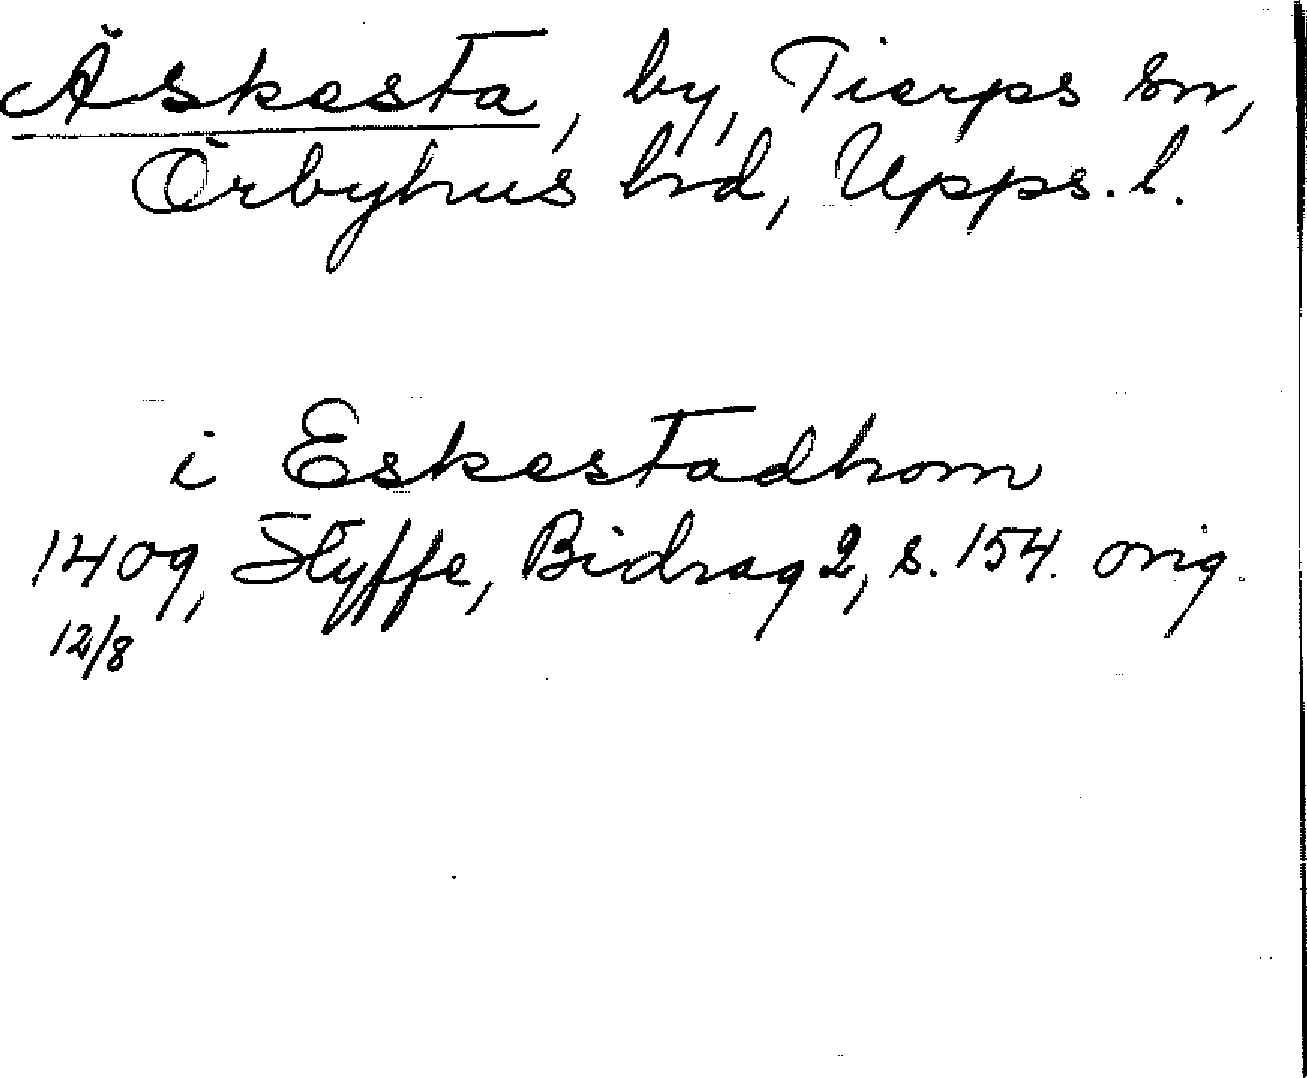 Äskesta, by, Tierps sn,
Örbyhus hd, Upps. l.
i Eskestadhom
1409, Styffe, Bidrag 2, s. 154. orig.
12/8